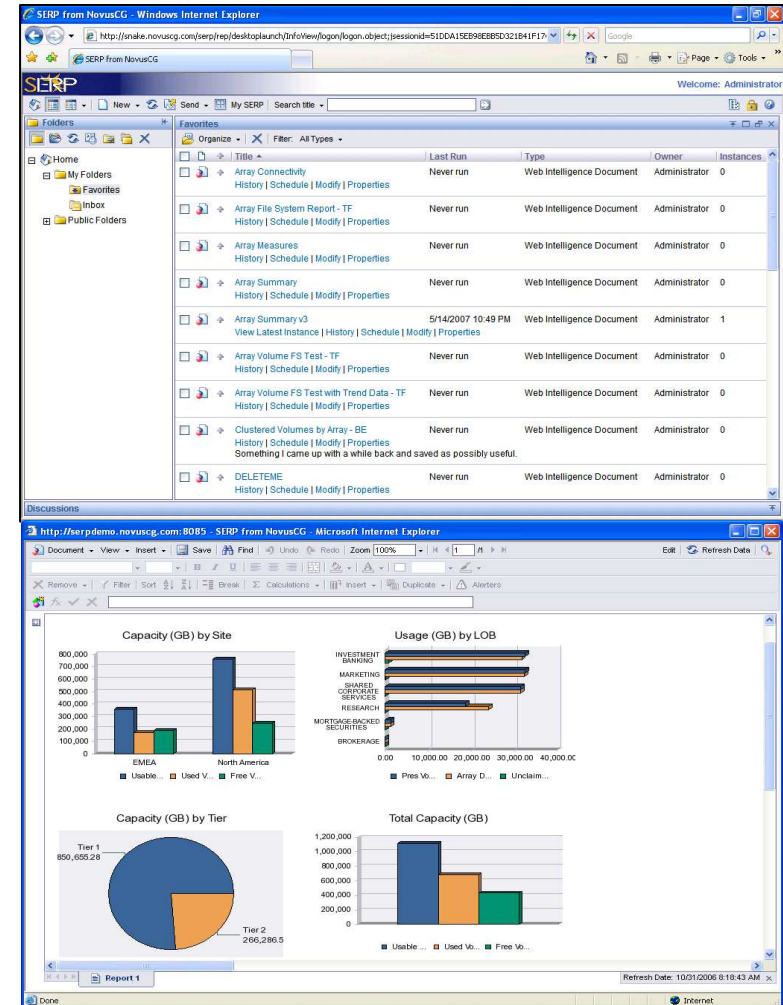 SERP from NovusCG - Windows Internet Explorer
http://snake.novuscg.com/serp/rep/desktoplaunch/InfoView/logon/logon.object;jsessionid=51DDA15EB98EBB5D321B41F17
Google
SERP from NovusCG
Page
Tools
SERP
Welcome: Administrator
New
Send
My SERP
Search title
Folders
Favorites
Organize
Filter: All Types
Home
My Folders
Favorites
Inbox
Public Folders
Title Last Run Type Owner Instances
Array Connectivity Never run Web Intelligence Document Administrator 0
History | Schedule | Modify | Properties
Array File System Report - TF Never run Web Intelligence Document Administrator 0
History | Schedule | Modify | Properties
Array Measures Never run Web Intelligence Document Administrator 0
History | Schedule | Modify | Properties
Array Summary Never run Web Intelligence Document Administrator 0
History | Schedule | Modify | Properties
Array Summary v3 5/14/2007 10:49 PM Web Intelligence Document Administrator 1
View Latest Instance | History | Schedule | Modify | Properties
Array Volume FS Test - TF Never run Web Intelligence Document Administrator 0
History | Schedule | Modify | Properties
Array Volume FS Test with Trend Data - TF Never run Web Intelligence Document Administrator 0
History | Schedule | Modify | Properties
Clustered Volumes by Array - BE Never run Web Intelligence Document Administrator 0
History | Schedule | Modify | Properties
Something I came up with a while back and saved as possibly useful.
DELETEME Never run Web Intelligence Document Administrator 0
History | Schedule | Modify | Properties
Discussions
http://serpdemo.novuscg.com:8085 - SERP from NovusCG - Microsoft Internet Explorer
Document View Insert Save Find Undo Redo Zoom 100% 1 /1 Edit Refresh Data
B I U A
Remove Filter Sort Break Σ Calculations Insert Duplicate Alerters
Capacity (GB) by Site
800,000
700,000
600,000
500,000
400,000
300,000
200,000
100,000
0
EMEA North America
Usable... Used V... Free V...
Usage (GB) by LOB
INVESTMENT BANKING
MARKETING
SHARED CORPORATE SERVICES
RESEARCH
MORTGAGE-BACKED SECURITIES
BROKERAGE
0.00 10,000.00 20,000.00 30,000.00 40,000.00
Pres Vo... Array D... Unclaim...
Capacity (GB) by Tier
Tier 1
850,655.28
Tier 2
266,286.5
Total Capacity (GB)
1,200,000
1,000,000
800,000
600,000
400,000
200,000
0
Usable ... Used Vo... Free Vo...
Report 1
Refresh Date: 10/31/2006 8:18:43 AM
Done
Internet